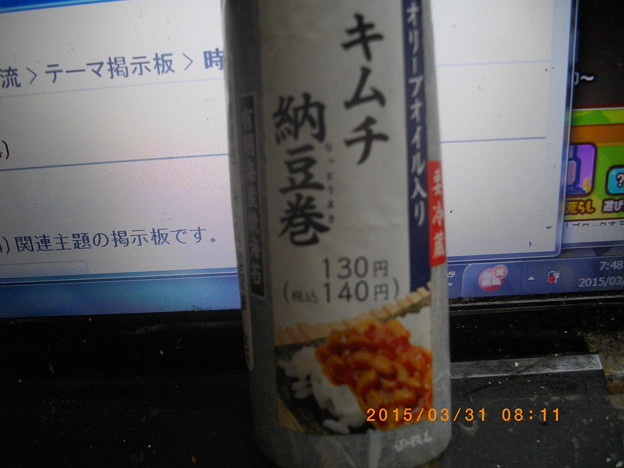 流 > テーマ掲示板 > 時
関連主題の掲示板です。
オリーブオイル入り
キムチ
納豆巻
なっとうまき
要冷蔵
130円
(税込140円)
遊び
7:48
2015/03/
2015/03/31 08:11